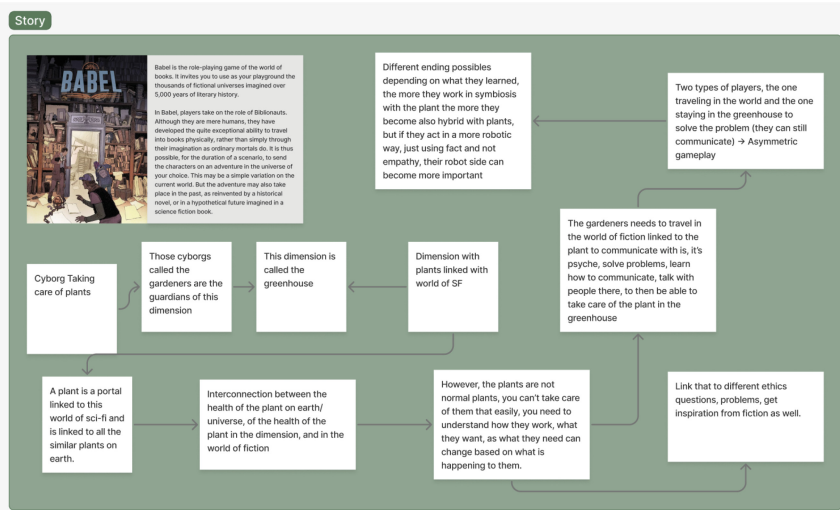 Story
BABEL
Babel is the role-playing game of the world of
books. It invites you to use as your playground the
thousands of fictional universes imagined over
5,000 years of literary history.
In Babel, players take on the role of Biblionauts.
Although they are mere humans, they have
developed the quite exceptional ability to travel
into books physically, rather than simply through
their imagination as ordinary mortals do. It is thus
possible, for the duration of a scenario, to send
the characters on an adventure in the universe of
your choice. This may be a simple variation on the
current world. But the adventure may also take
place in the past, as reinvented by a historical
novel, or in a hypothetical future imagined in a
science fiction book.
Different ending possibles
depending on what they learned,
the more they work in symbiosis
with the plant the more they
become also hybrid with plants,
but if they act in a more robotic
way, just using fact and not
empathy, their robot side can
become more important
Two types of players, the one
traveling in the world and the one
staying in the greenhouse to
solve the problem (they can still
communicate) → Asymmetric
gameplay
Cyborg Taking
care of plants
Those cyborgs
called the
gardeners are the
guardians of this
dimension
This dimension is
called the
greenhouse
Dimension with
plants linked with
world of SF
The gardeners needs to travel in
the world of fiction linked to the
plant to communicate with is, it's
psyche, solve problems, learn
how to communicate, talk with
people there, to then be able to
take care of the plant in the
greenhouse
A plant is a portal
linked to this
world of sci-fi and
is linked to all the
similar plants on
earth.
Interconnection between the
health of the plant on earth/
universe, of the health of the
plant in the dimension, and in the
world of fiction
However, the plants are not
normal plants, you can't take care
of them that easily, you need to
understand how they work, what
they want, as what they need can
change based on what is
happening to them.
Link that to different ethics
questions, problems, get
inspiration from fiction as well.